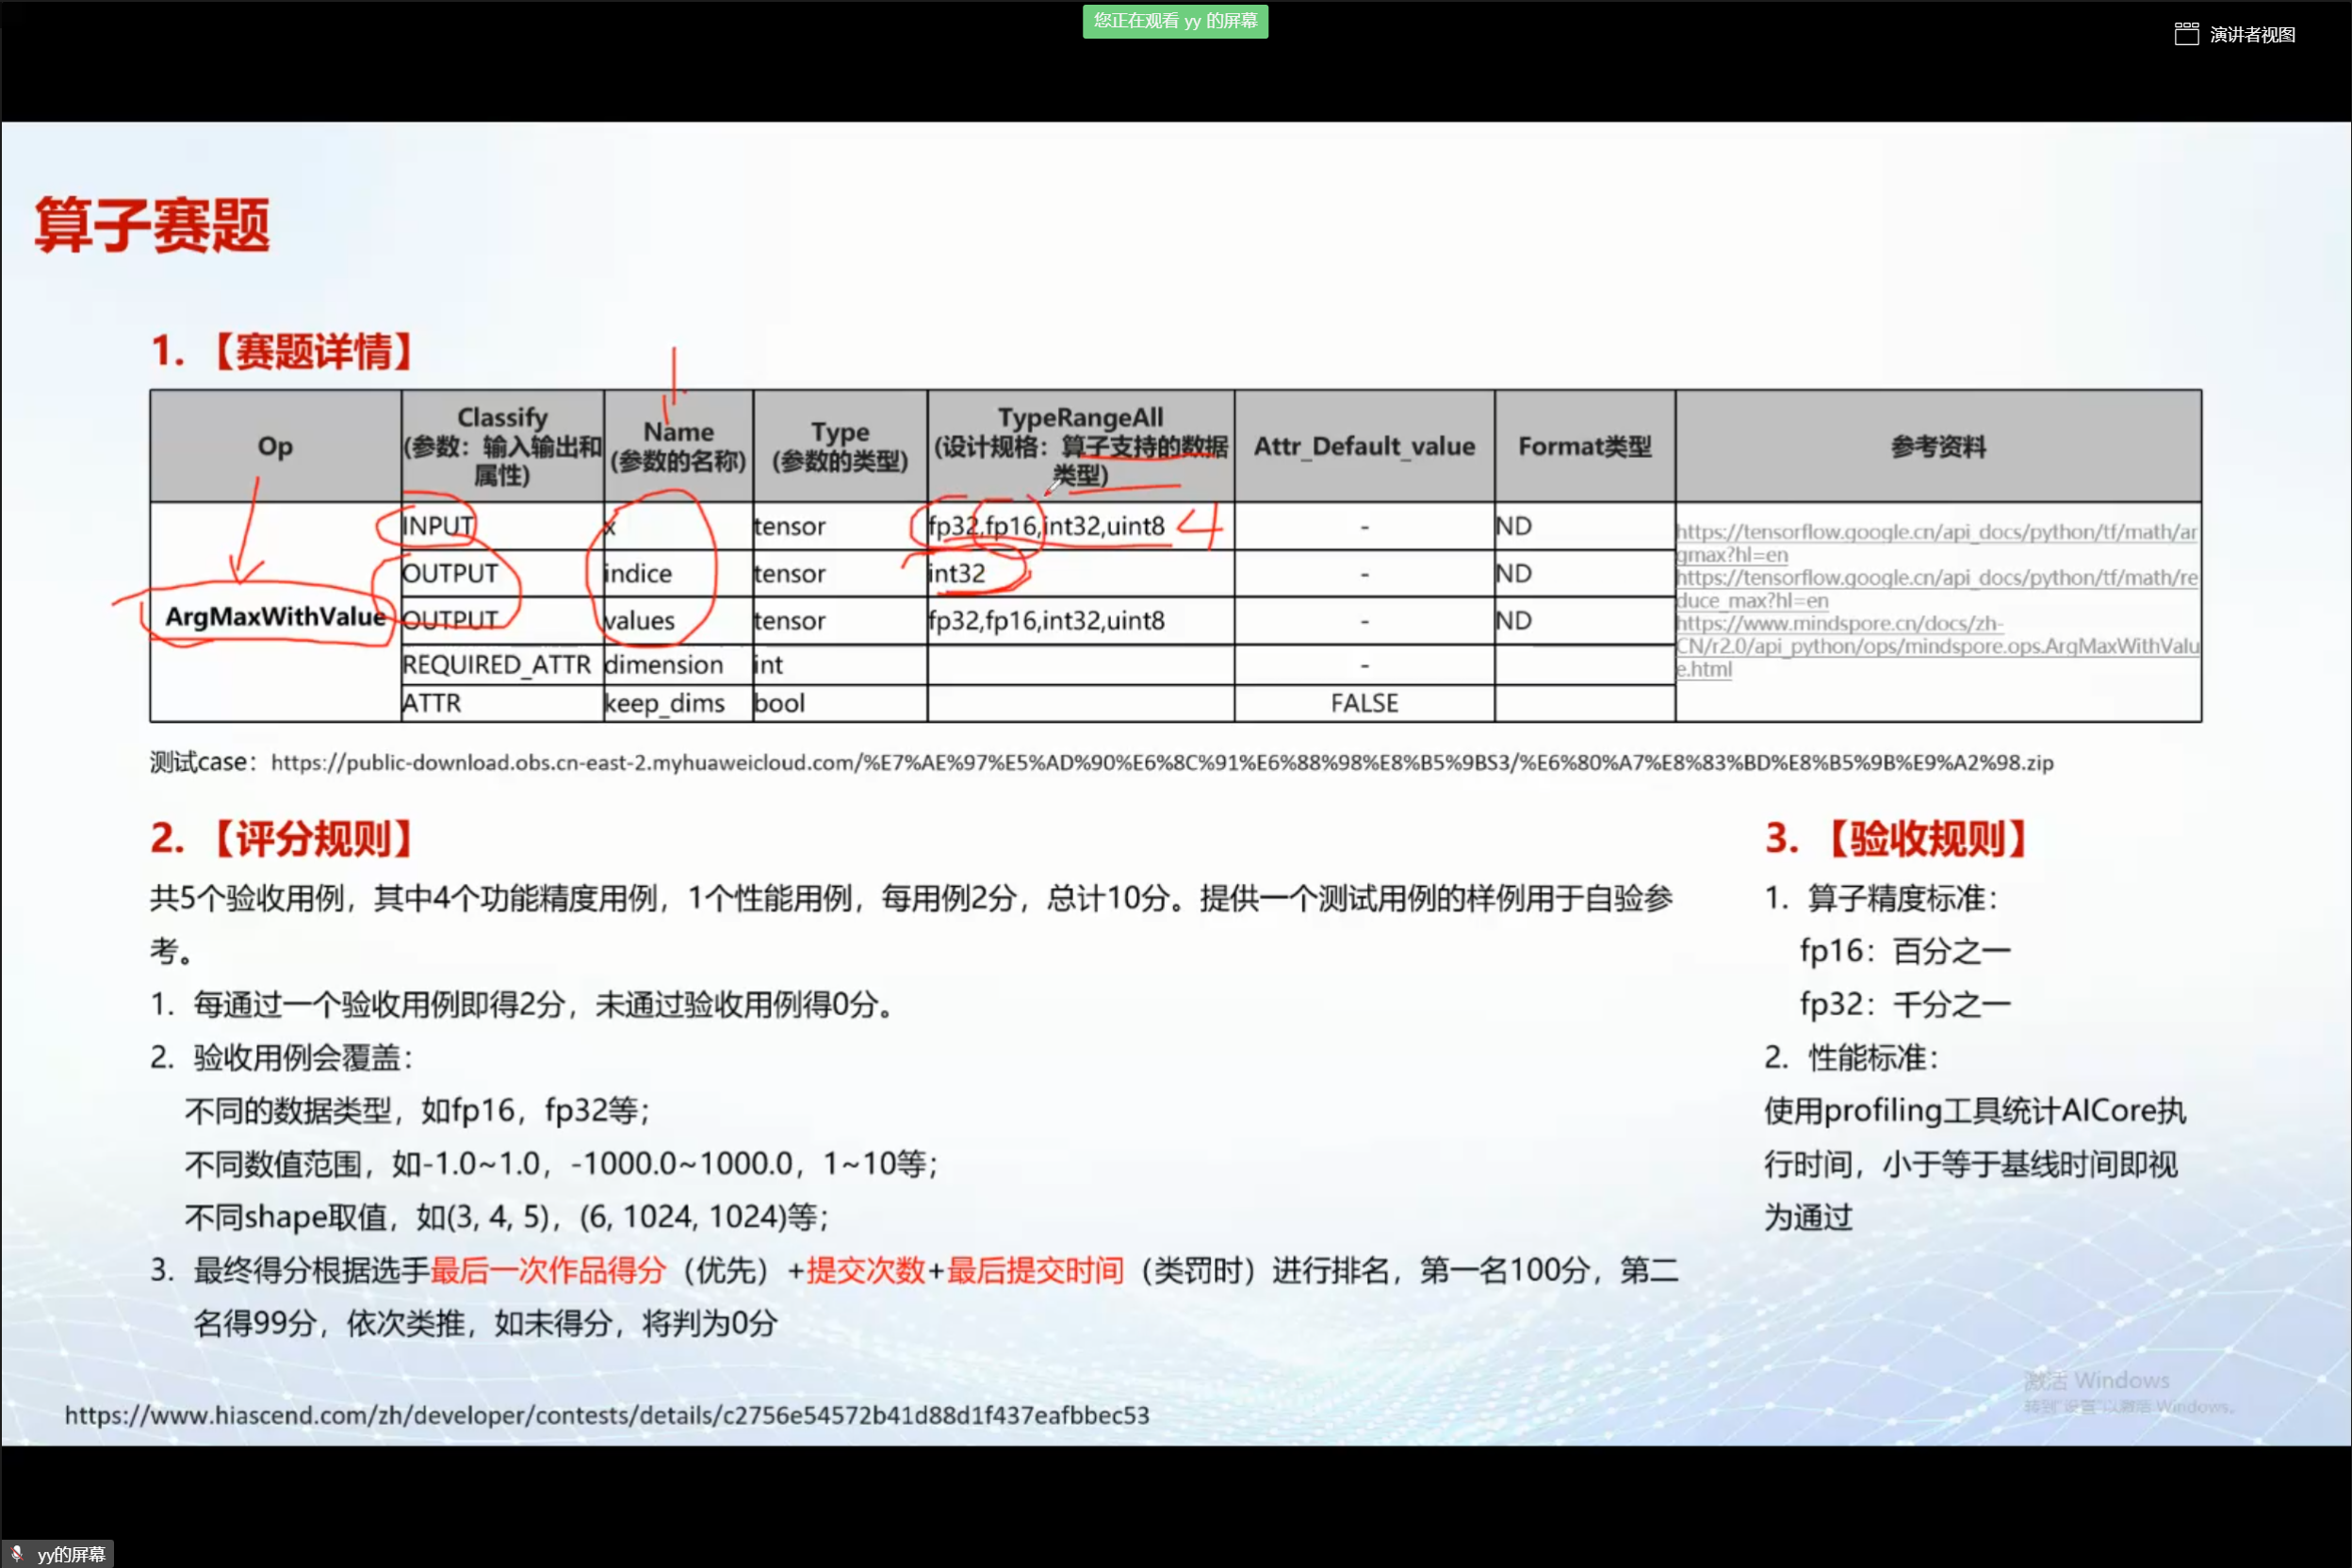 您正在观看 yy 的屏幕
演讲者视图
算子赛题
1. 【赛题详情】
Op
Classify
(参数：输入输出和
属性)
Name
(参数的名称)
Type
(参数的类型)
TypeRangeAll
(设计规格：算子支持的数据
类型)
Attr_Default_value
Format类型
参考资料
ArgMaxWithValue
INPUT x tensor fp32,fp16,int32,uint8 4 - ND
OUTPUT indice tensor int32 - ND
OUTPUT values tensor fp32,fp16,int32,uint8 - ND
REQUIRED_ATTR dimension int -
ATTR keep_dims bool FALSE
https://tensorflow.google.cn/api_docs/python/tf/math/ar
gmax?hl=en
https://tensorflow.google.cn/api_docs/python/tf/math/re
duce_max?hl=en
https://www.mindspore.cn/docs/zh-
CN/r2.0/api_python/ops/mindspore.ops.ArgMaxWithValu
e.html
测试case：https://public-download.obs.cn-east-2.myhuaweicloud.com/%E7%AE%97%E5%AD%90%E6%8C%91%E6%88%98%E8%B5%9BS3/%E6%80%A7%E8%83%BD%E8%B5%9B%E9%A2%98.zip
2. 【评分规则】
共5个验收用例，其中4个功能精度用例，1个性能用例，每用例2分，总计10分。提供一个测试用例的样例用于自验参
考。
1. 每通过一个验收用例即得2分，未通过验收用例得0分。
2. 验收用例会覆盖：
不同的数据类型，如fp16，fp32等；
不同数值范围，如-1.0~1.0，-1000.0~1000.0，1~10等；
不同shape取值，如(3, 4, 5)，(6, 1024, 1024)等；
3. 最终得分根据选手最后一次作品得分（优先）+提交次数+最后提交时间（类罚时）进行排名，第一名100分，第二
名得99分，依次类推，如未得分，将判为0分
3. 【验收规则】
1. 算子精度标准：
fp16：百分之一
fp32：千分之一
2. 性能标准：
使用profiling工具统计AICore执
行时间，小于等于基线时间即视
为通过
https://www.hiascend.com/zh/developer/contests/details/c2756e54572b41d88d1f437eafbbec53
激活 Windows
转到"设置"以激活 Windows。
yy的屏幕